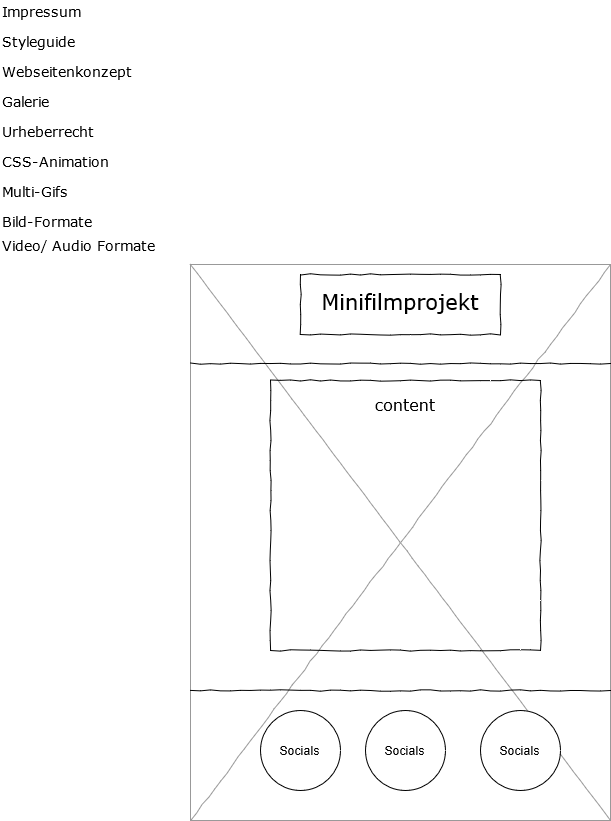 Impressum
Styleguide
Webseitenkonzept
Galerie
Urheberrecht
CSS-Animation
Multi-Gifs
Bild-Formate
Video/ Audio Formate
Minifilmprojekt
content
Socials Socials Socials